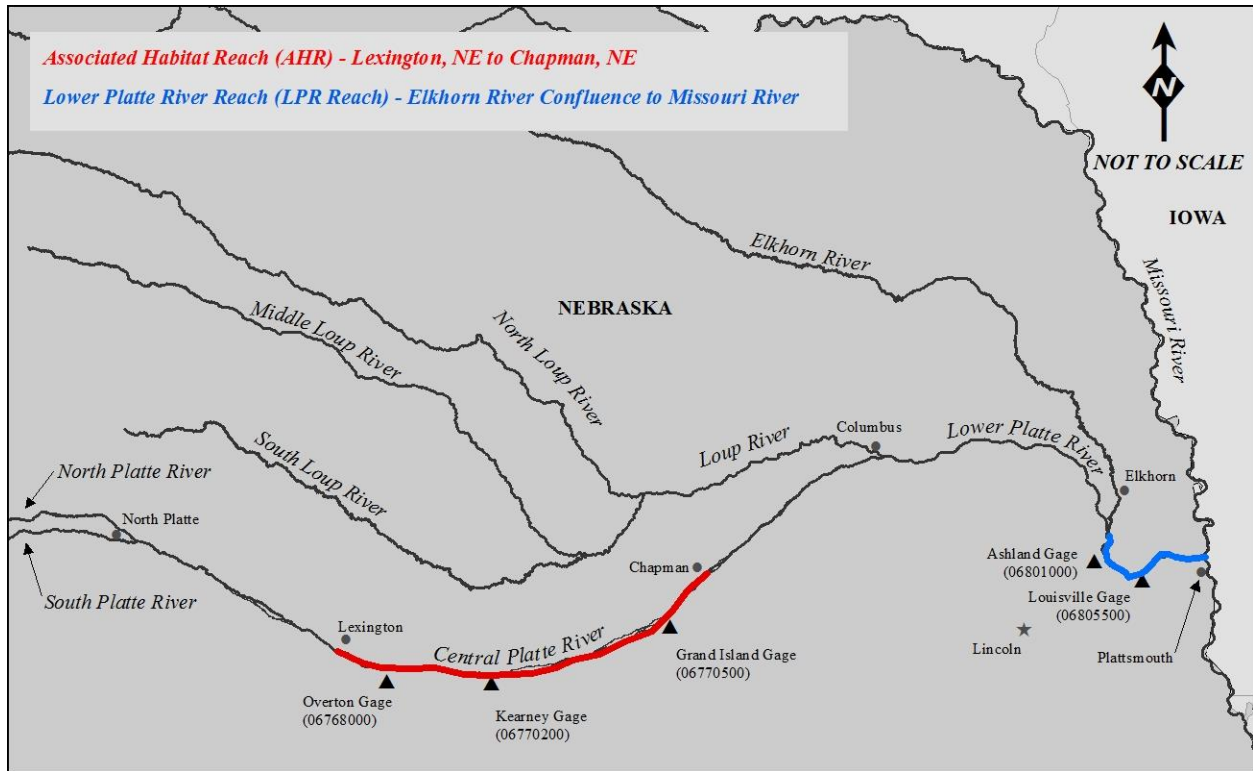 Associated Habitat Reach (AHR) - Lexington, NE to Chapman, NE
Lower Platte River Reach (LPR Reach) - Elkhorn River Confluence to Missouri River
N
NOT TO SCALE
IOWA
Elkhorn River
Missouri River
NEBRASKA
Middle Loup River
North Loup River
South Loup River
Loup River
Columbus
Lower Platte River
Elkhorn
North Platte River
North Platte
South Platte River
Chapman
Ashland Gage
(06801000)
Louisville Gage
(06805500)
Lexington
Central Platte River
Grand Island Gage
(06770500)
Lincoln
Plattsmouth
Overton Gage
(06768000)
Kearney Gage
(06770200)